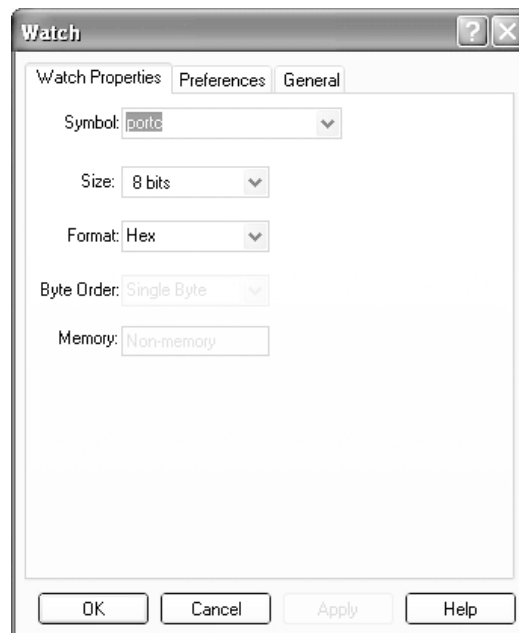 Watch
Watch Properties Preferences General
Symbol: portc
Size: 8 bits
Format: Hex
Byte Order: Single Byte
Memory: Non-memory
OK Cancel Apply Help